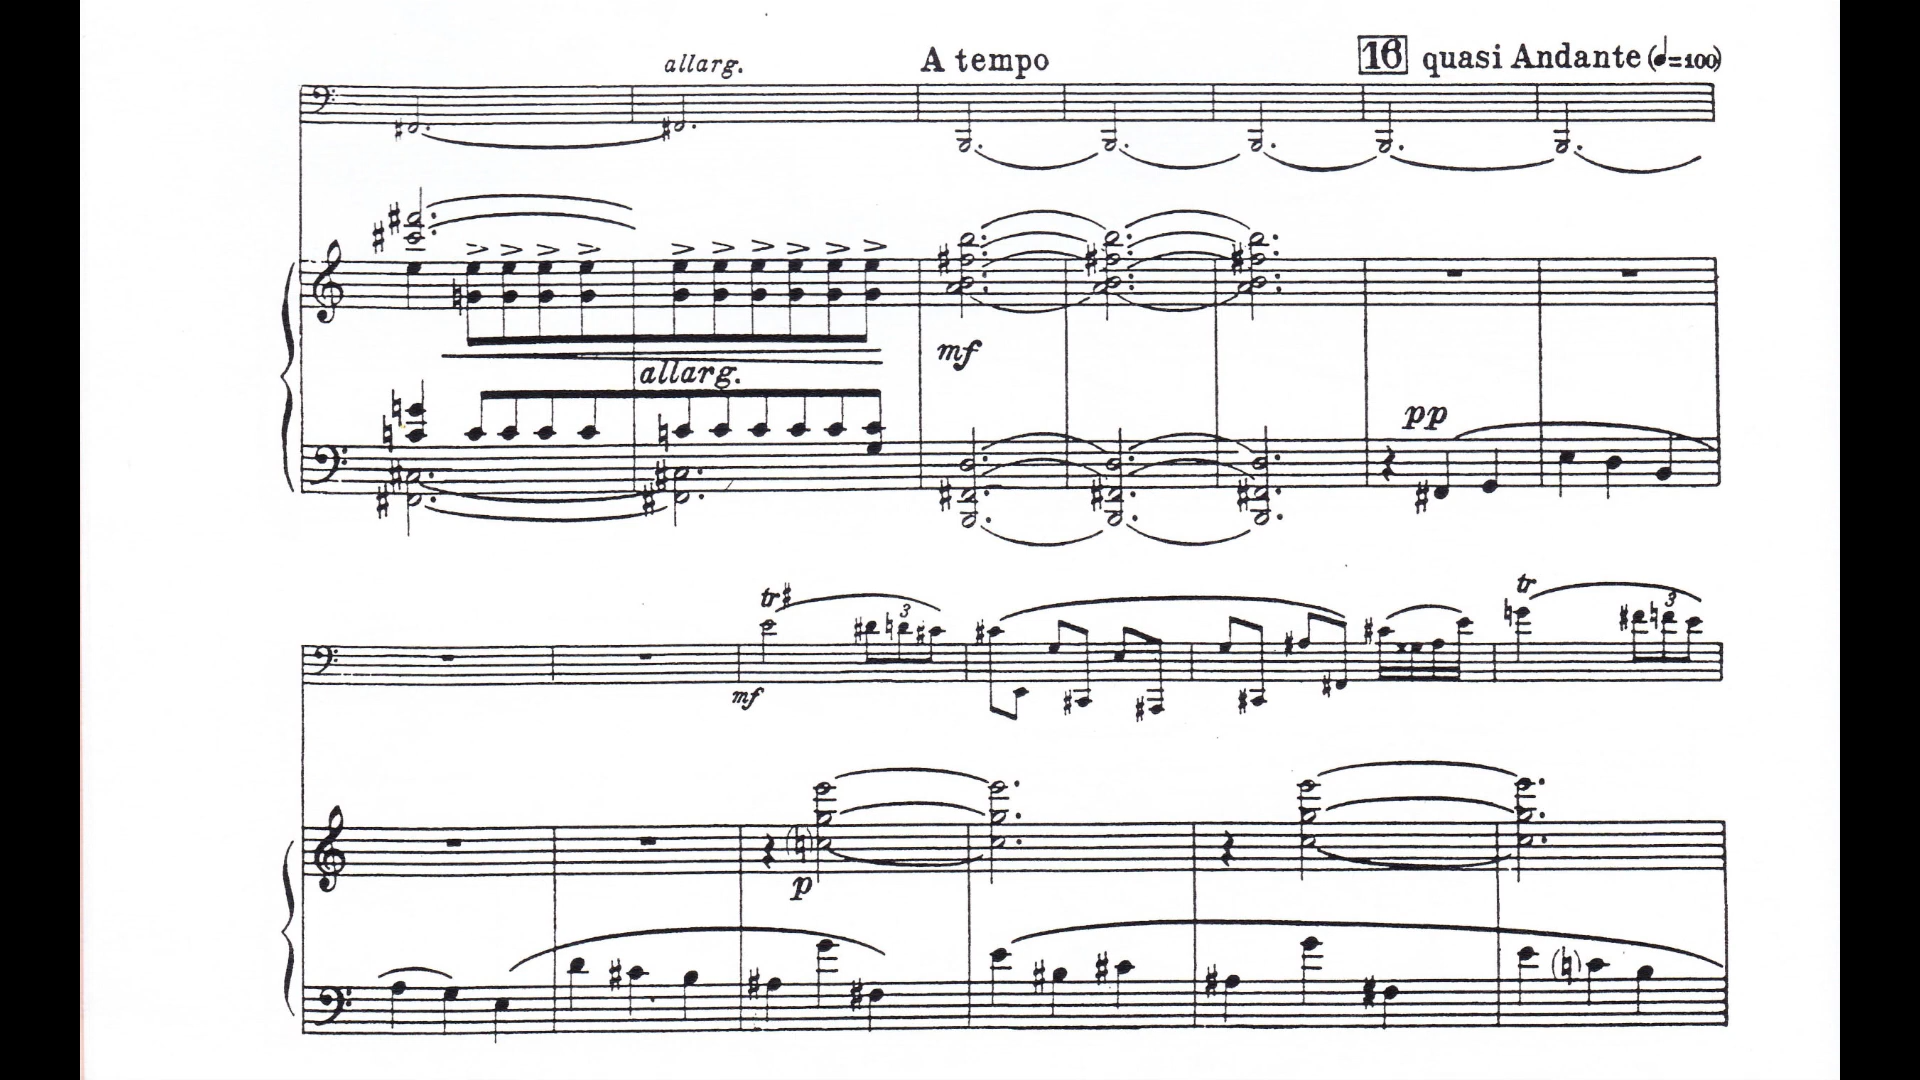 allarg. A tempo 16 quasi Andante (♩=100)
mf
allarg.
pp
tr♯ 3 tr 3
mf
p